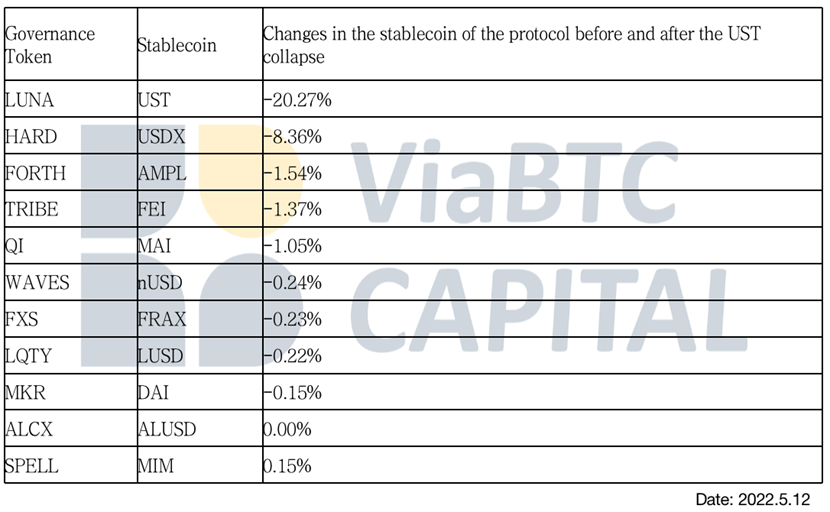 Governance Token
Stablecoin
Changes in the stablecoin of the protocol before and after the UST collapse
LUNA UST -20.27%
HARD USDX -8.36%
FORTH AMPL -1.54%
TRIBE FEI -1.37%
QI MAI -1.05%
WAVES nUSD -0.24%
FXS FRAX -0.23%
LQTY LUSD -0.22%
MKR DAI -0.15%
ALCX ALUSD 0.00%
SPELL MIM 0.15%
ViaBTC
CAPITAL
Date: 2022.5.12